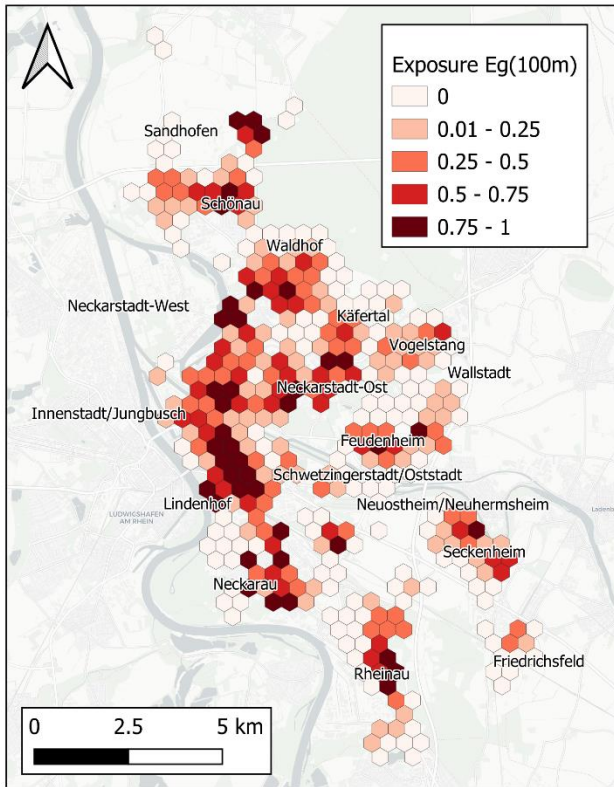 Exposure Eg(100m)
0
0.01 - 0.25
0.25 - 0.5
0.5 - 0.75
0.75 - 1
Sandhofen
Schönau
Waldhof
Neckarstadt-West
Käfertal
Vogelstang
Wallstadt
Neckarstadt-Ost
Innenstadt/Jungbusch
Feudenheim
Schwetzingerstadt/Oststadt
Lindenhof
Neuostheim/Neuhermsheim
LUDWIGSHAFEN
AM RHEIN
Seckenheim
Neckarau
Friedrichsfeld
Rheinau
0 2.5 5 km